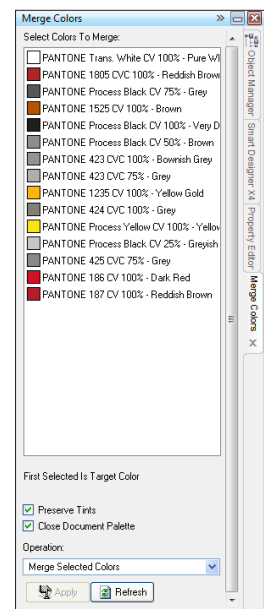 Merge Colors
Select Colors To Merge:
PANTONE Trans. White CV 100% - Pure W
PANTONE 1805 CVC 100% - Reddish Brow
PANTONE Process Black CV 75% - Grey
PANTONE 1525 CV 100% - Brown
PANTONE Process Black CV 100% - Very D
PANTONE Process Black CV 50% - Brown
PANTONE 423 CVC 100% - Bownish Grey
PANTONE 423 CVC 75% - Grey
PANTONE 1235 CV 100% - Yellow Gold
PANTONE 424 CVC 100% - Grey
PANTONE Process Yellow CV 100% - Yellow
PANTONE Process Black CV 25% - Greyish
PANTONE 425 CVC 75% - Grey
PANTONE 186 CV 100% - Dark Red
PANTONE 187 CV 100% - Reddish Brown
First Selected Is Target Color
Preserve Tints
Close Document Palette
Operation:
Merge Selected Colors
Apply
Refresh
Object Manager
Smart Designer X4
Property Editor
Merge Colors